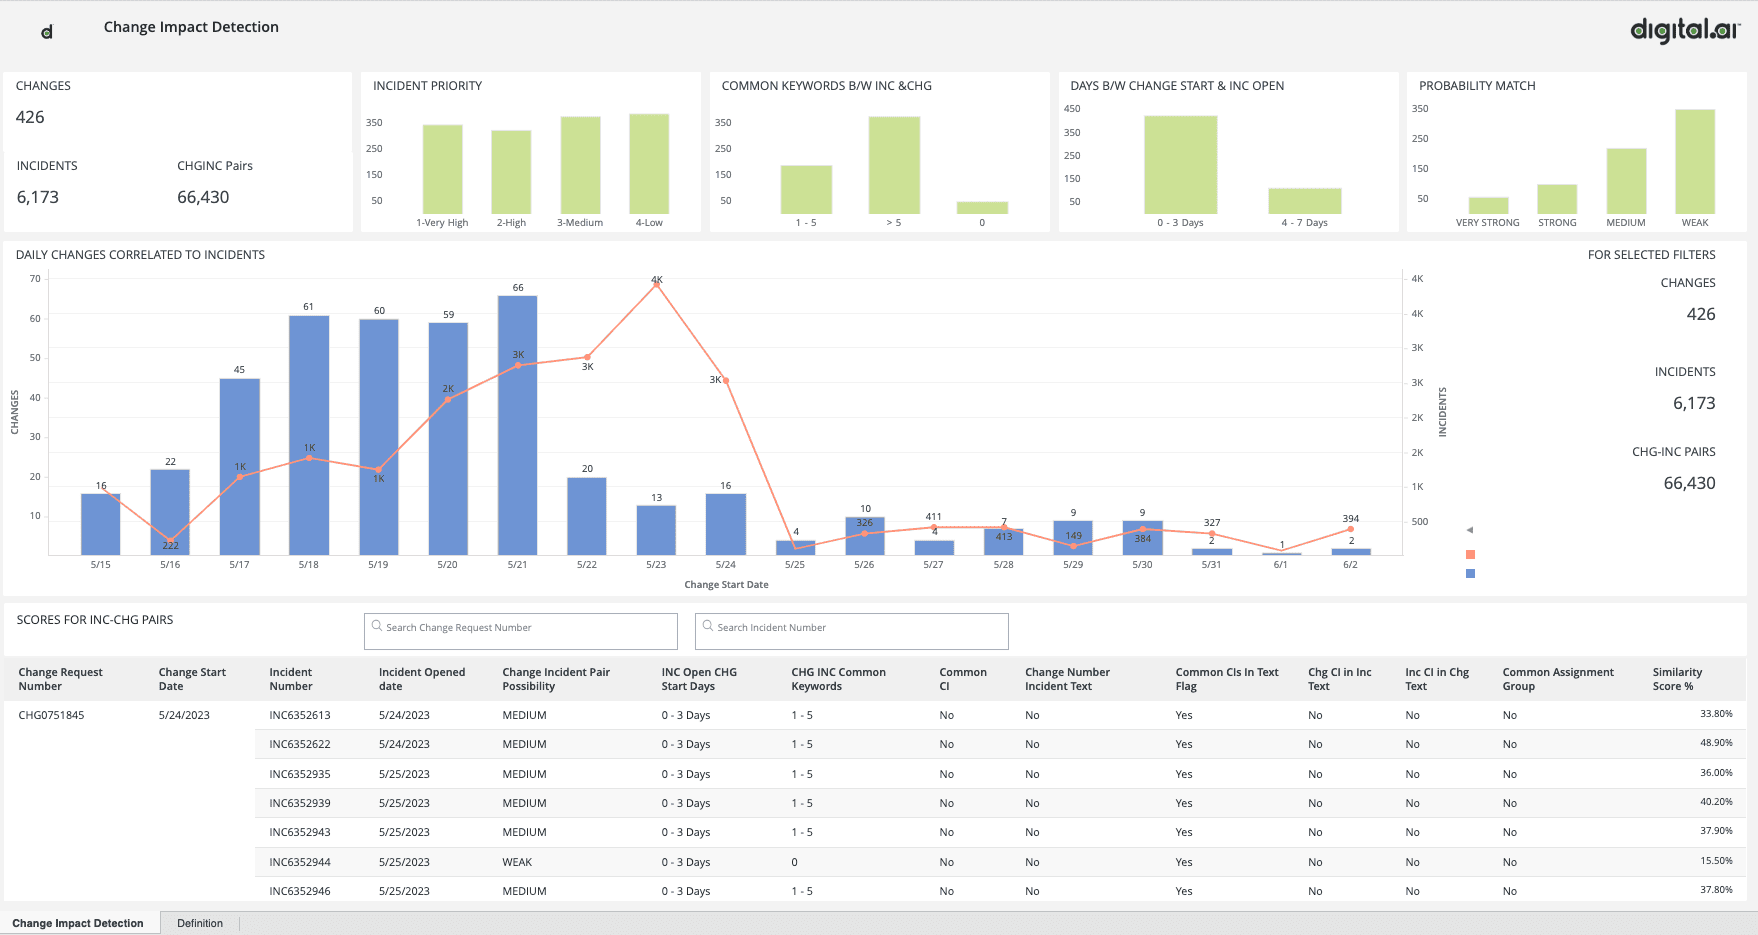 Change Impact Detection
digital.ai
CHANGES
426
INCIDENTS
CHGINC Pairs
6,173
66,430
INCIDENT PRIORITY
350
250
150
50
1-Very High
2-High
3-Medium
4-Low
COMMON KEYWORDS B/W INC &CHG
350
250
150
50
1 - 5
> 5
0
DAYS B/W CHANGE START & INC OPEN
450
350
250
150
50
0 - 3 Days
4 - 7 Days
PROBABILITY MATCH
350
250
150
50
VERY STRONG
STRONG
MEDIUM
WEAK
DAILY CHANGES CORRELATED TO INCIDENTS
70
60
50
40
30
20
10
CHANGES
16
22
45
61
60
59
66
20
13
16
4
10
4
7
9
9
2
1
2
222
1K
1K
1K
2K
3K
3K
4K
3K
326
411
413
149
384
327
394
4K
4K
3K
3K
2K
2K
1K
500
INCIDENTS
5/15
5/16
5/17
5/18
5/19
5/20
5/21
5/22
5/23
5/24
5/25
5/26
5/27
5/28
5/29
5/30
5/31
6/1
6/2
Change Start Date
FOR SELECTED FILTERS
CHANGES
426
INCIDENTS
6,173
CHG-INC PAIRS
66,430
SCORES FOR INC-CHG PAIRS
Search Change Request Number
Search Incident Number
Change Request Number
Change Start Date
Incident Number
Incident Opened date
Change Incident Pair Possibility
INC Open CHG Start Days
CHG INC Common Keywords
Common CI
Change Number Incident Text
Common CIs In Text Flag
Chg CI in Inc Text
Inc CI in Chg Text
Common Assignment Group
Similarity Score %
CHG0751845 5/24/2023 INC6352613 5/24/2023 MEDIUM 0 - 3 Days 1 - 5 No No Yes No No No 33.80%
INC6352622 5/24/2023 MEDIUM 0 - 3 Days 1 - 5 No No Yes No No No 48.90%
INC6352935 5/25/2023 MEDIUM 0 - 3 Days 1 - 5 No No Yes No No No 36.00%
INC6352939 5/25/2023 MEDIUM 0 - 3 Days 1 - 5 No No Yes No No No 40.20%
INC6352943 5/25/2023 MEDIUM 0 - 3 Days 1 - 5 No No Yes No No No 37.90%
INC6352944 5/25/2023 WEAK 0 - 3 Days 0 No No Yes No No No 15.50%
INC6352946 5/25/2023 MEDIUM 0 - 3 Days 1 - 5 No No Yes No No No 37.80%
Change Impact Detection
Definition